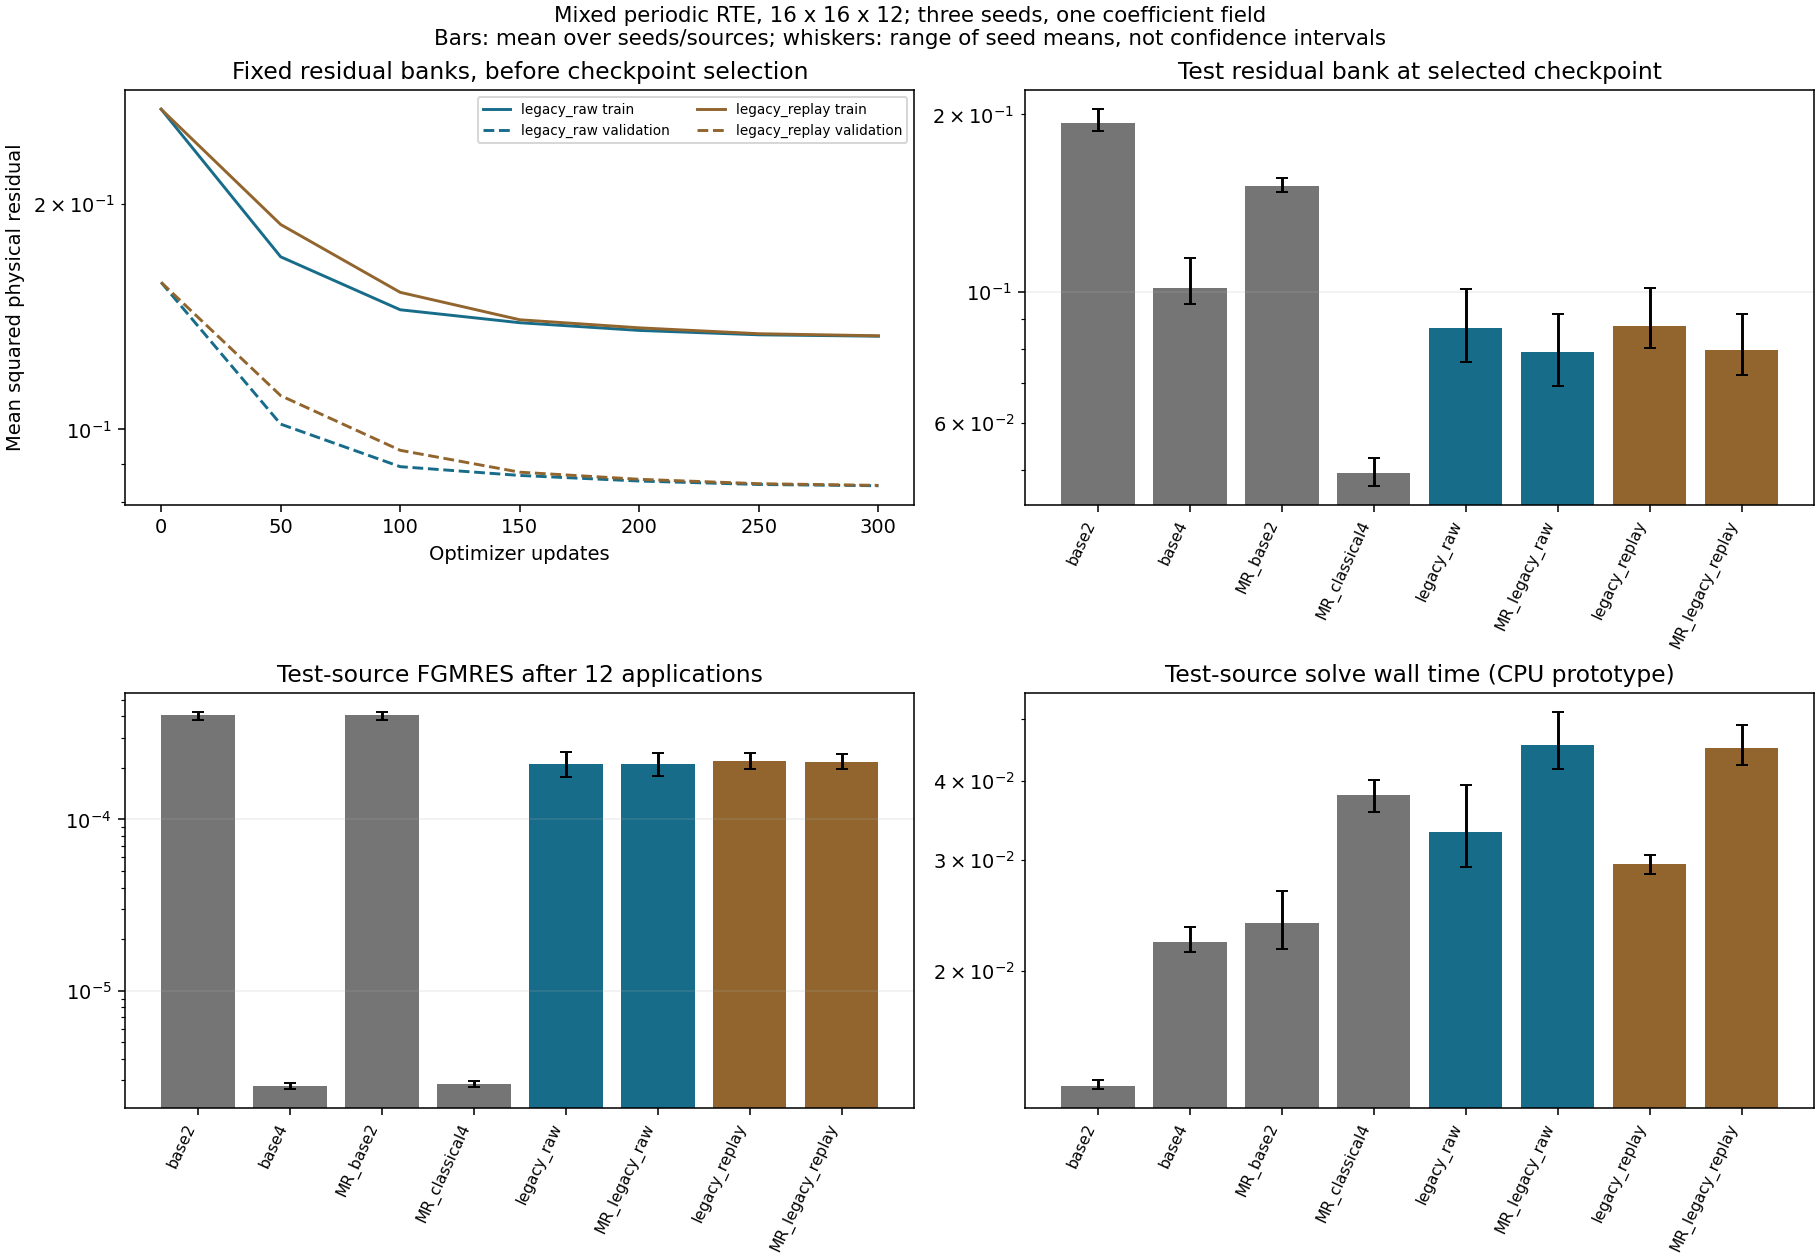 Mixed periodic RTE, 16 x 16 x 12; three seeds, one coefficient field
Bars: mean over seeds/sources; whiskers: range of seed means, not confidence intervals
Fixed residual banks, before checkpoint selection
Mean squared physical residual
2 × 10⁻¹
10⁻¹
legacy_raw train
legacy_raw validation
legacy_replay train
legacy_replay validation
0 50 100 150 200 250 300
Optimizer updates
Test residual bank at selected checkpoint
2 × 10⁻¹
10⁻¹
6 × 10⁻²
base2
base4
MR_base2
MR_classical4
legacy_raw
MR_legacy_raw
legacy_replay
MR_legacy_replay
Test-source FGMRES after 12 applications
10⁻⁴
10⁻⁵
base2
base4
MR_base2
MR_classical4
legacy_raw
MR_legacy_raw
legacy_replay
MR_legacy_replay
Test-source solve wall time (CPU prototype)
4 × 10⁻²
3 × 10⁻²
2 × 10⁻²
base2
base4
MR_base2
MR_classical4
legacy_raw
MR_legacy_raw
legacy_replay
MR_legacy_replay